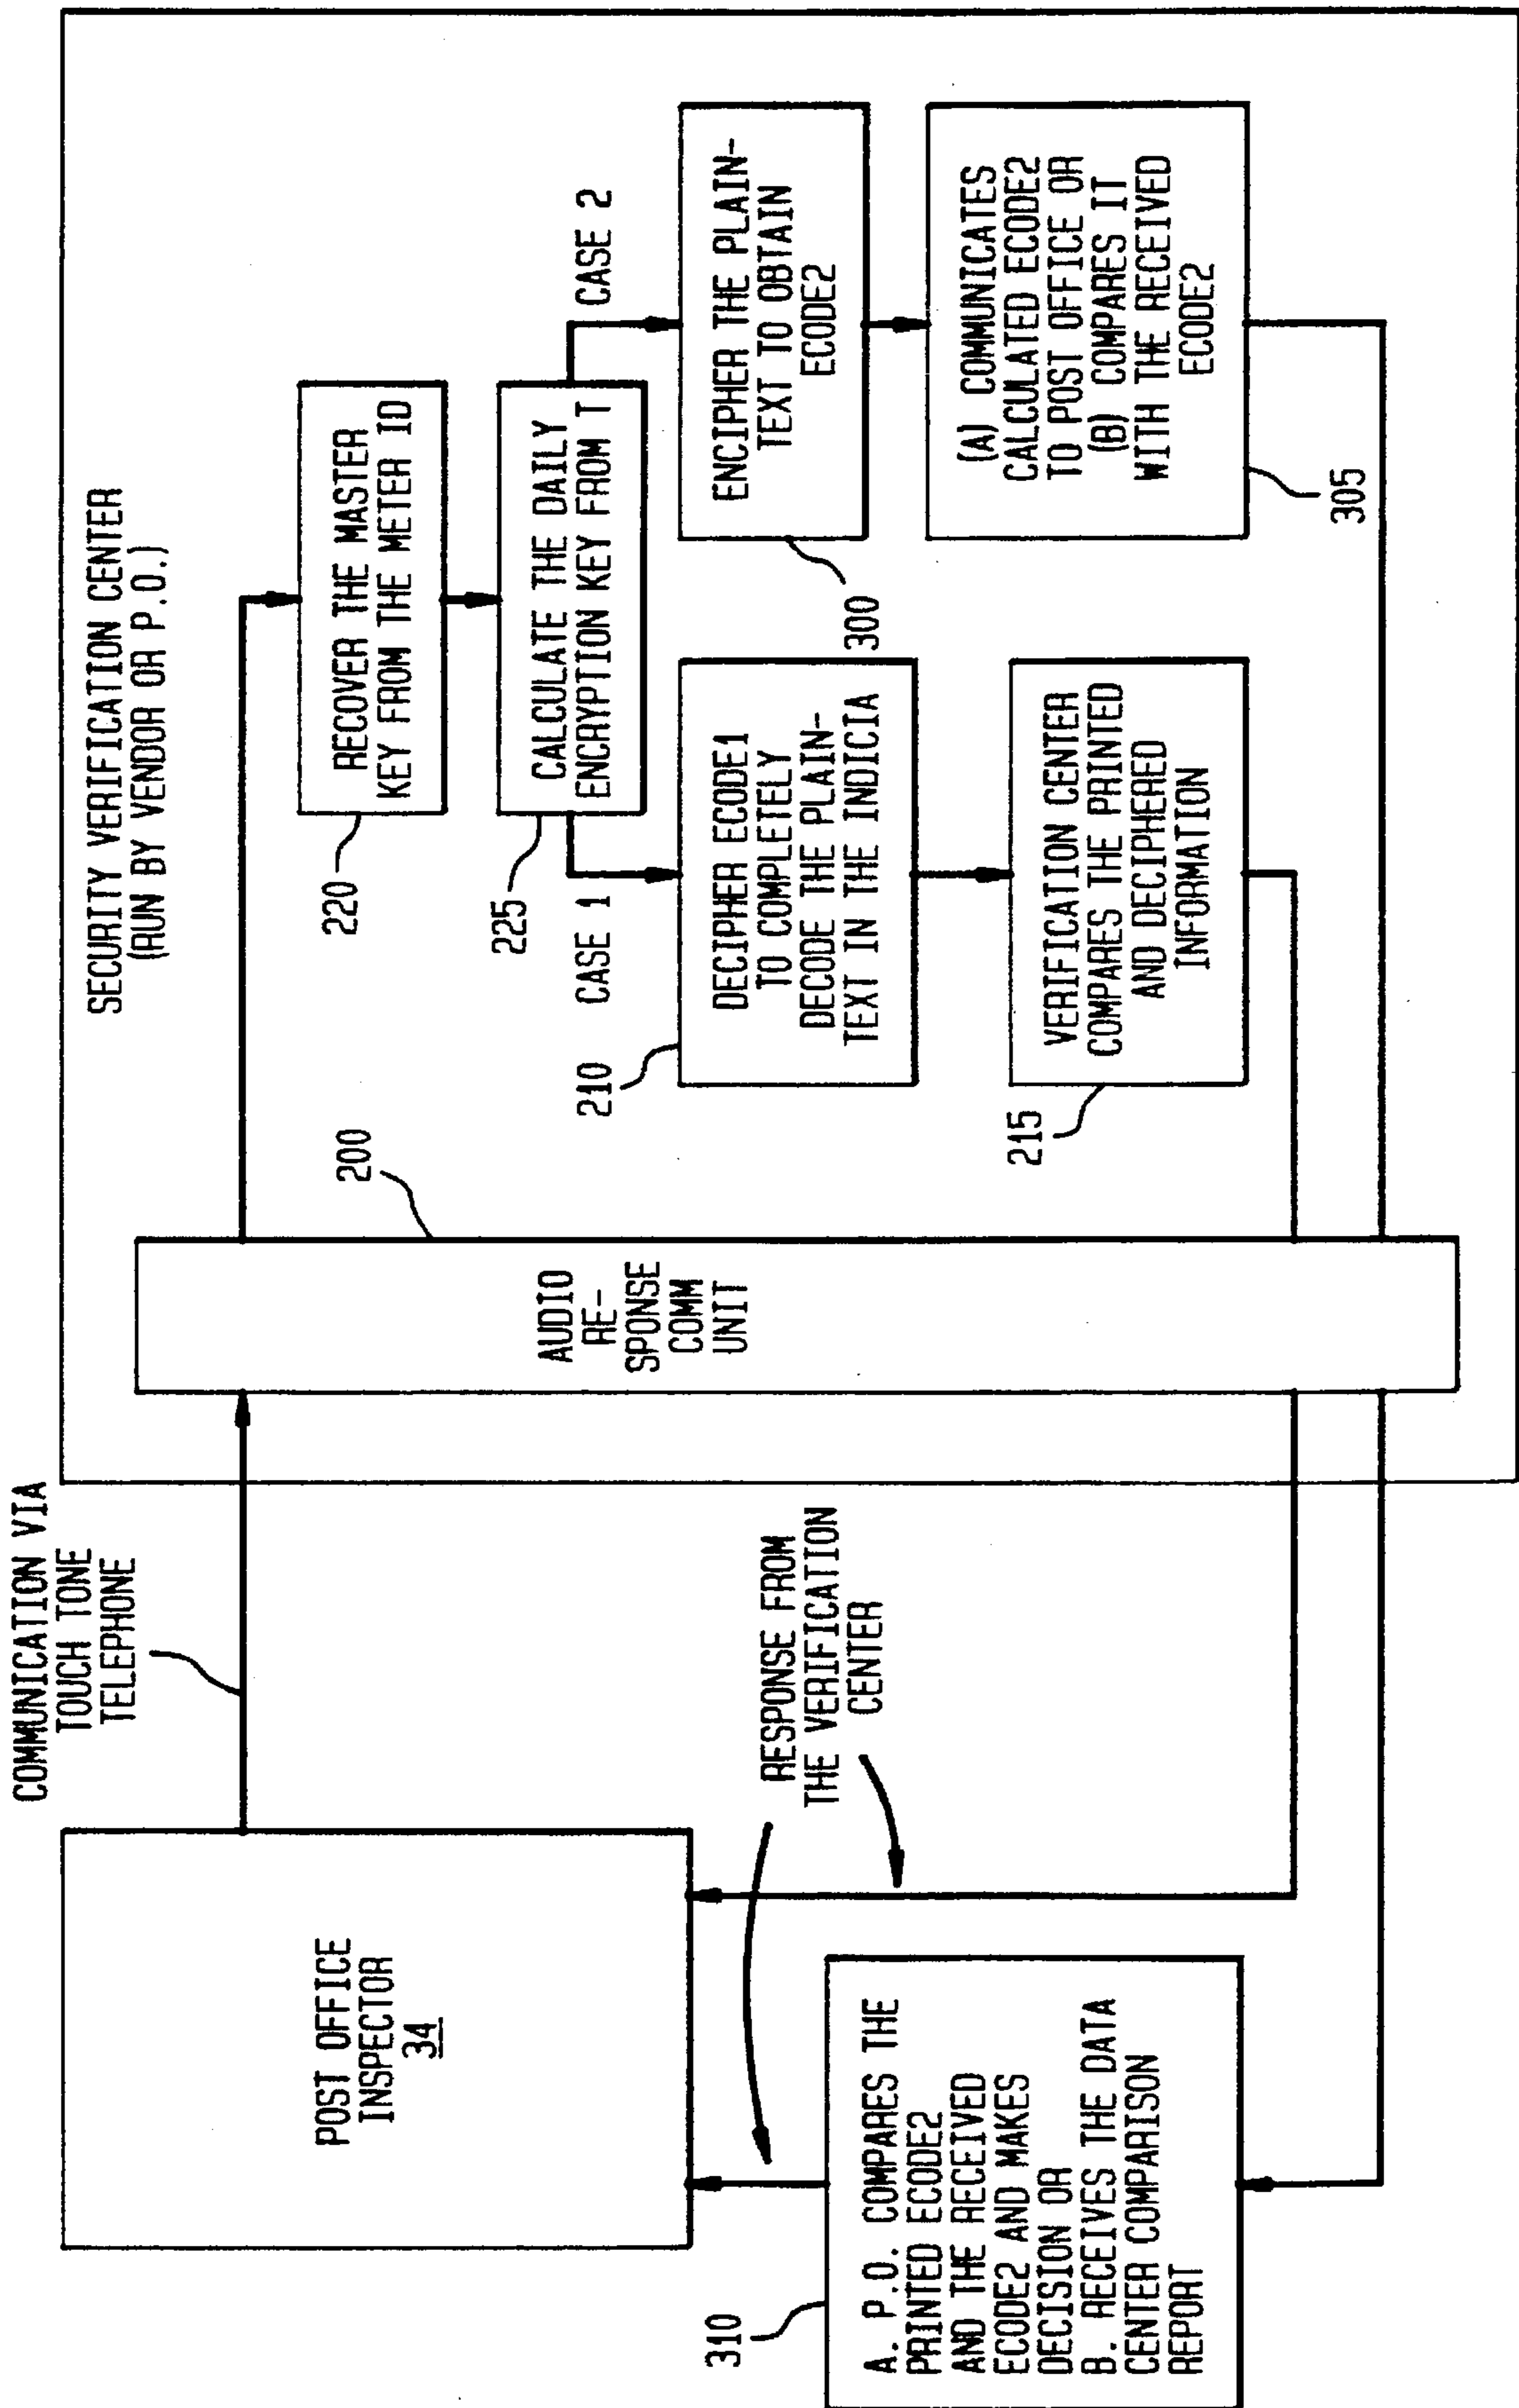 COMMUNICATION VIA
TOUCH TONE
TELEPHONE
POST OFFICE
INSPECTOR
34
310
A. P.O. COMPARES THE
PRINTED ECODE2
AND THE RECEIVED
ECODE2 AND MAKES
DECISION OR
B. RECEIVES THE DATA
CENTER COMPARISON
REPORT
RESPONSE FROM
THE VERIFICATION
CENTER
SECURITY VERIFICATION CENTER
(RUN BY VENDOR OR P.O.)
200
AUDIO
RE-
SPONSE
COMM
UNIT
RECOVER THE MASTER
KEY FROM THE METER ID
220
CALCULATE THE DAILY
ENCRYPTION KEY FROM T
225
CASE 1
CASE 2
210
DECIPHER ECODE1
TO COMPLETELY
DECODE THE PLAIN-
TEXT IN THE INDICIA
ENCIPHER THE PLAIN-
TEXT TO OBTAIN
ECODE2
300
215
VERIFICATION CENTER
COMPARES THE PRINTED
AND DECIPHERED
INFORMATION
(A) COMMUNICATES
CALCULATED ECODE2
TO POST OFFICE OR
(B) COMPARES IT
WITH THE RECEIVED
ECODE2
305